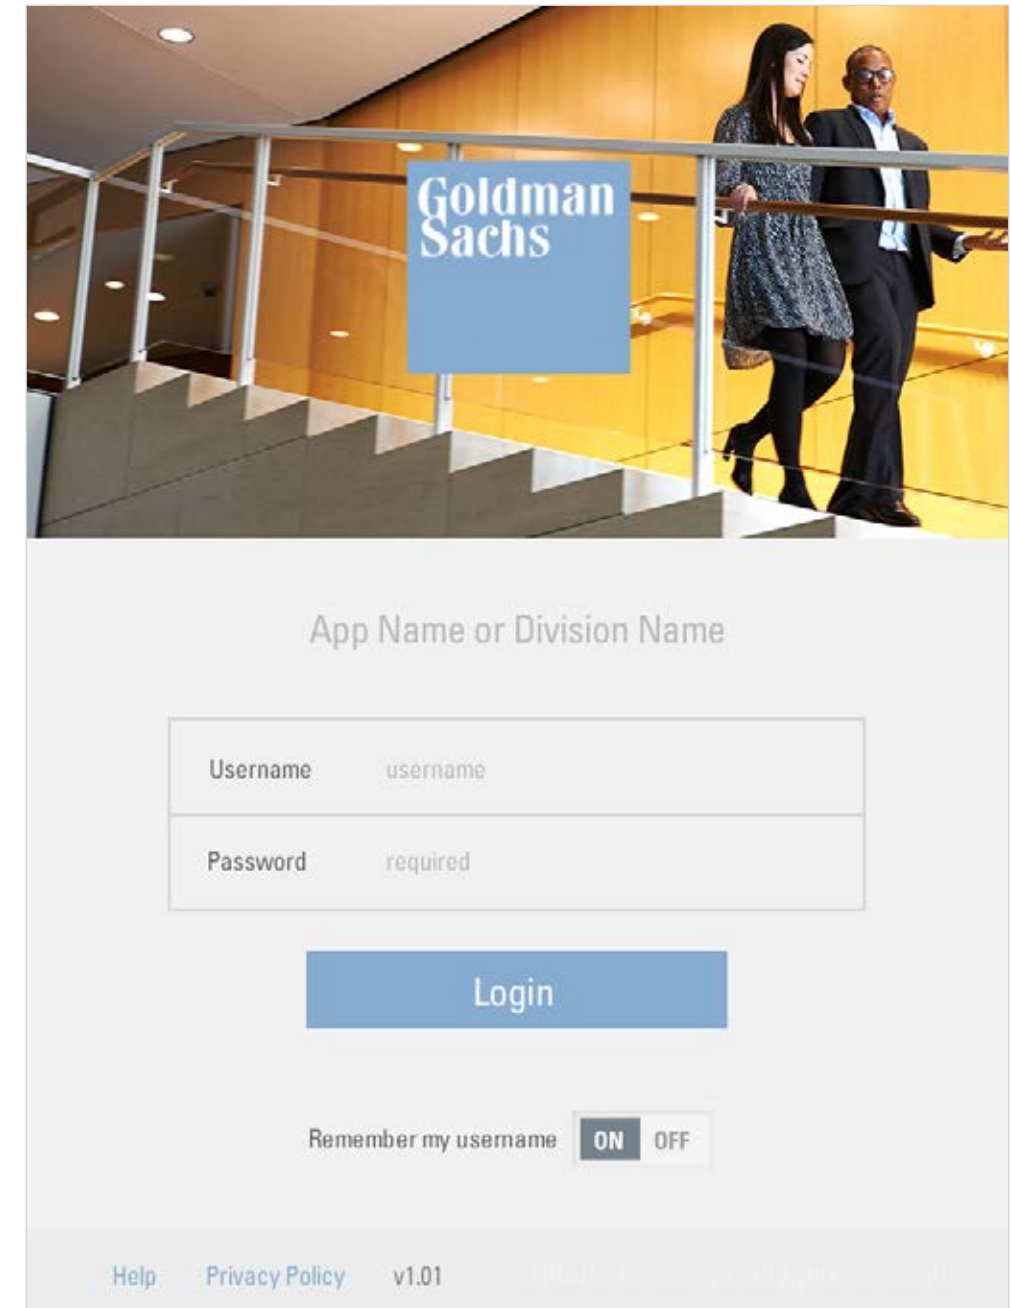 Goldman
Sachs
App Name or Division Name
Username username
Password required
Login
Remember my username ON OFF
Help Privacy Policy v1.01